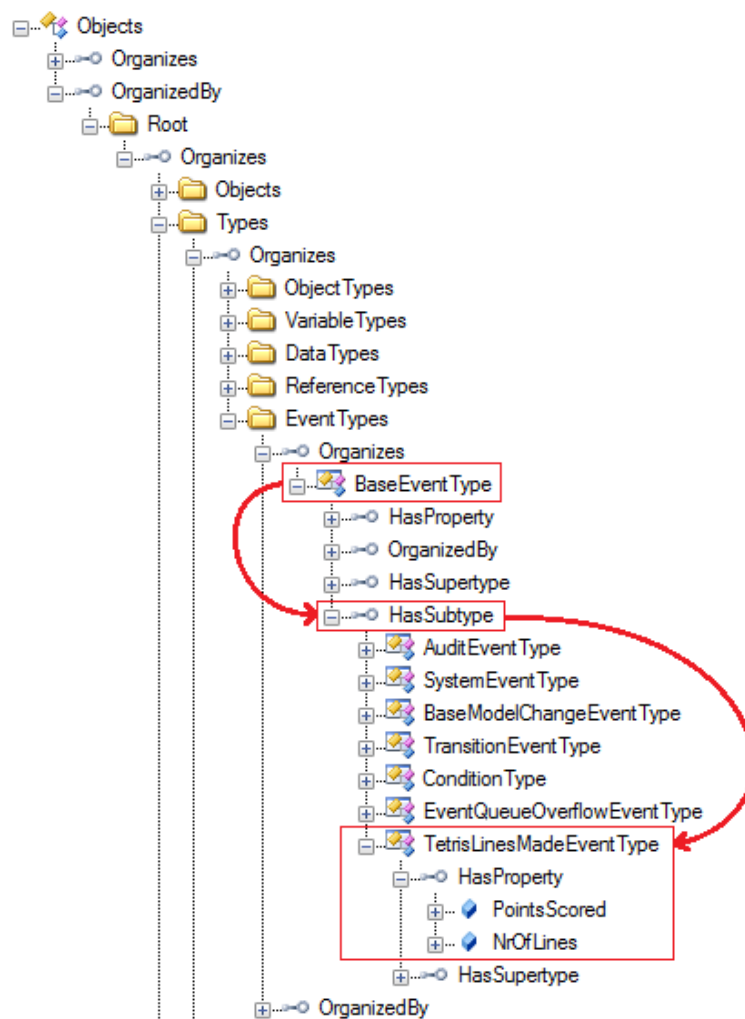 Objects
Organizes
OrganizedBy
Root
Organizes
Objects
Types
Organizes
ObjectTypes
VariableTypes
DataTypes
ReferenceTypes
EventTypes
Organizes
BaseEventType
HasProperty
OrganizedBy
HasSupertype
HasSubtype
AuditEventType
SystemEventType
BaseModelChangeEventType
TransitionEventType
ConditionType
EventQueueOverflowEventType
TetrisLinesMadeEventType
HasProperty
PointsScored
NrOfLines
HasSupertype
OrganizedBy